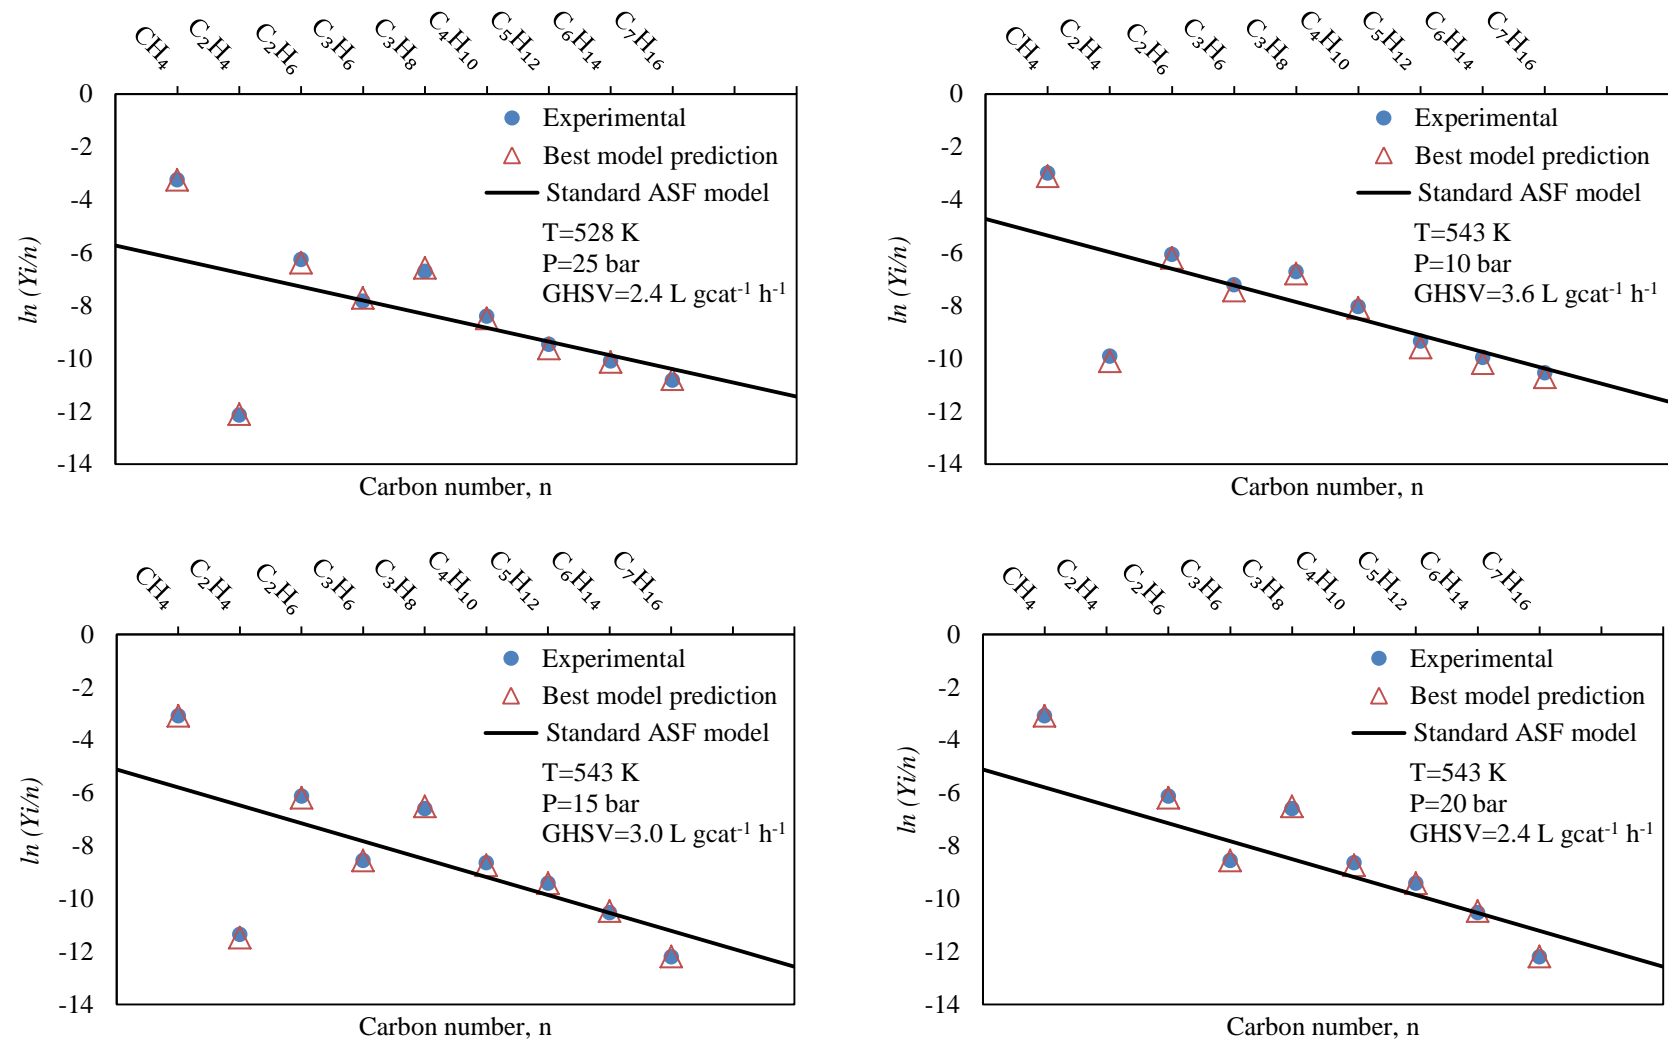 CH₄ C₂H₄ C₂H₆ C₃H₆ C₃H₈ C₄H₁₀ C₅H₁₂ C₆H₁₄ C₇H₁₆
0
-2
-4
-6
-8
-10
-12
-14
ln (Yi/n)
Experimental
Best model prediction
Standard ASF model
T=528 K
P=25 bar
GHSV=2.4 L gcat⁻¹ h⁻¹
Carbon number, n
CH₄ C₂H₄ C₂H₆ C₃H₆ C₃H₈ C₄H₁₀ C₅H₁₂ C₆H₁₄ C₇H₁₆
0
-2
-4
-6
-8
-10
-12
-14
ln (Yi/n)
Experimental
Best model prediction
Standard ASF model
T=543 K
P=10 bar
GHSV=3.6 L gcat⁻¹ h⁻¹
Carbon number, n
CH₄ C₂H₄ C₂H₆ C₃H₆ C₃H₈ C₄H₁₀ C₅H₁₂ C₆H₁₄ C₇H₁₆
0
-2
-4
-6
-8
-10
-12
-14
ln (Yi/n)
Experimental
Best model prediction
Standard ASF model
T=543 K
P=15 bar
GHSV=3.0 L gcat⁻¹ h⁻¹
Carbon number, n
CH₄ C₂H₄ C₂H₆ C₃H₆ C₃H₈ C₄H₁₀ C₅H₁₂ C₆H₁₄ C₇H₁₆
0
-2
-4
-6
-8
-10
-12
-14
ln (Yi/n)
Experimental
Best model prediction
Standard ASF model
T=543 K
P=20 bar
GHSV=2.4 L gcat⁻¹ h⁻¹
Carbon number, n